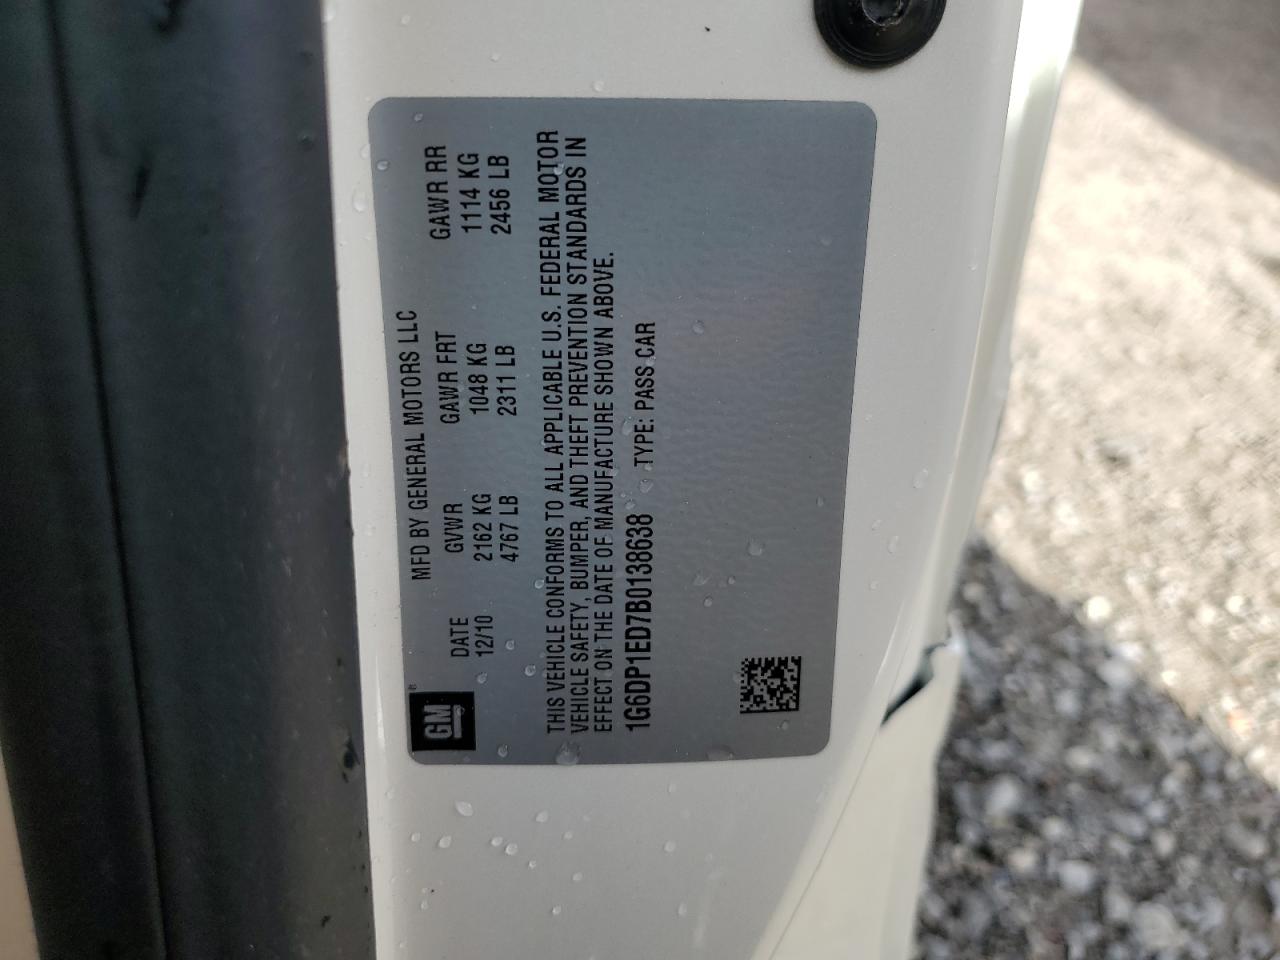 GM
MFD BY GENERAL MOTORS LLC
DATE GVWR GAWR FRT GAWR RR
12/10 2162 KG 1048 KG 1114 KG
4767 LB 2311 LB 2456 LB
THIS VEHICLE CONFORMS TO ALL APPLICABLE U.S. FEDERAL MOTOR
VEHICLE SAFETY, BUMPER, AND THEFT PREVENTION STANDARDS IN
EFFECT ON THE DATE OF MANUFACTURE SHOWN ABOVE.
1G6DP1ED7B0138638 TYPE: PASS CAR